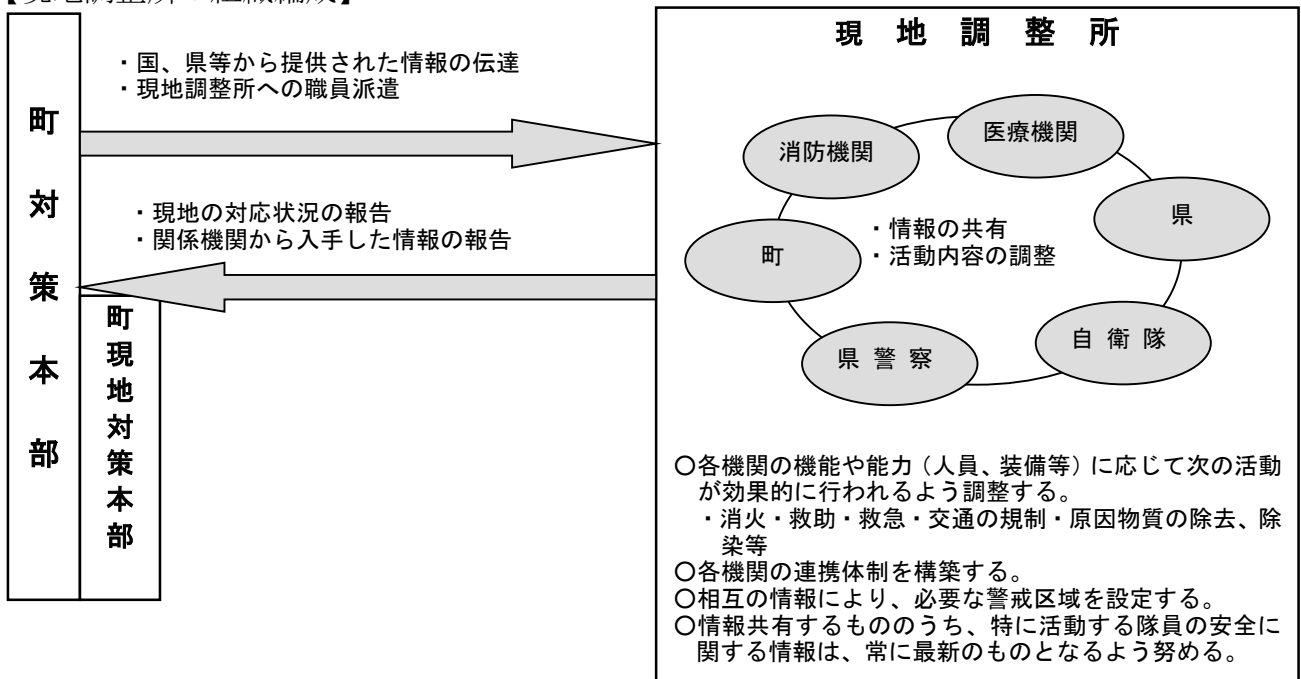 町対策本部
町現地対策本部
・国、県等から提供された情報の伝達
・現地調整所への職員派遣
・現地の対応状況の報告
・関係機関から入手した情報の報告
現地調整所
消防機関
医療機関
県
町
・情報の共有
・活動内容の調整
県警察
自衛隊
〇各機関の機能や能力（人員、装備等）に応じて次の活動
が効果的に行われるよう調整する。
・消火・救助・救急・交通の規制・原因物質の除去、除
染等
〇各機関の連携体制を構築する。
〇相互の情報により、必要な警戒区域を設定する。
〇情報共有するもののうち、特に活動する隊員の安全に
関する情報は、常に最新のものとなるよう努める。